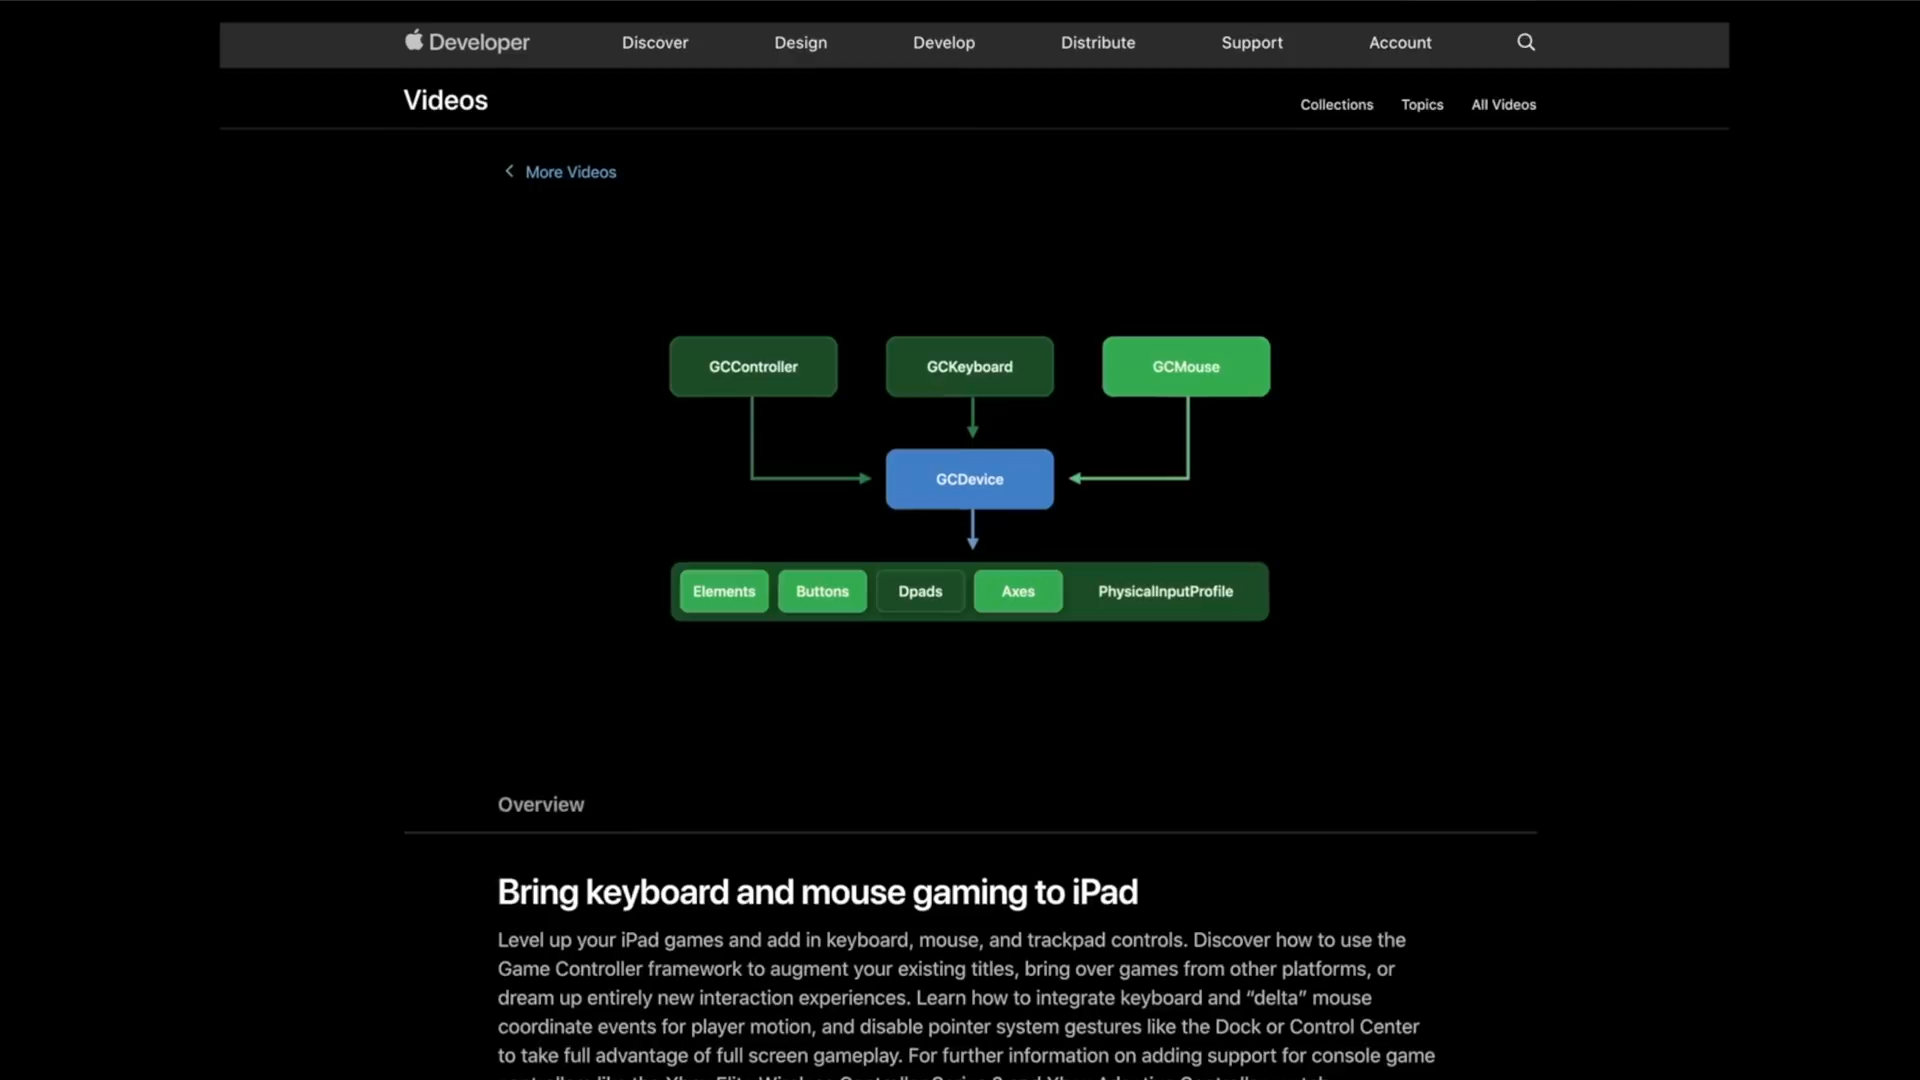 Developer
Discover
Design
Develop
Distribute
Support
Account
Videos
Collections
Topics
All Videos
More Videos
GCController
GCKeyboard
GCMouse
GCDevice
Elements
Buttons
Dpads
Axes
PhysicalInputProfile
Overview
Bring keyboard and mouse gaming to iPad
Level up your iPad games and add in keyboard, mouse, and trackpad controls. Discover how to use the
Game Controller framework to augment your existing titles, bring over games from other platforms, or
dream up entirely new interaction experiences. Learn how to integrate keyboard and “delta” mouse
coordinate events for player motion, and disable pointer system gestures like the Dock or Control Center
to take full advantage of full screen gameplay. For further information on adding support for console game